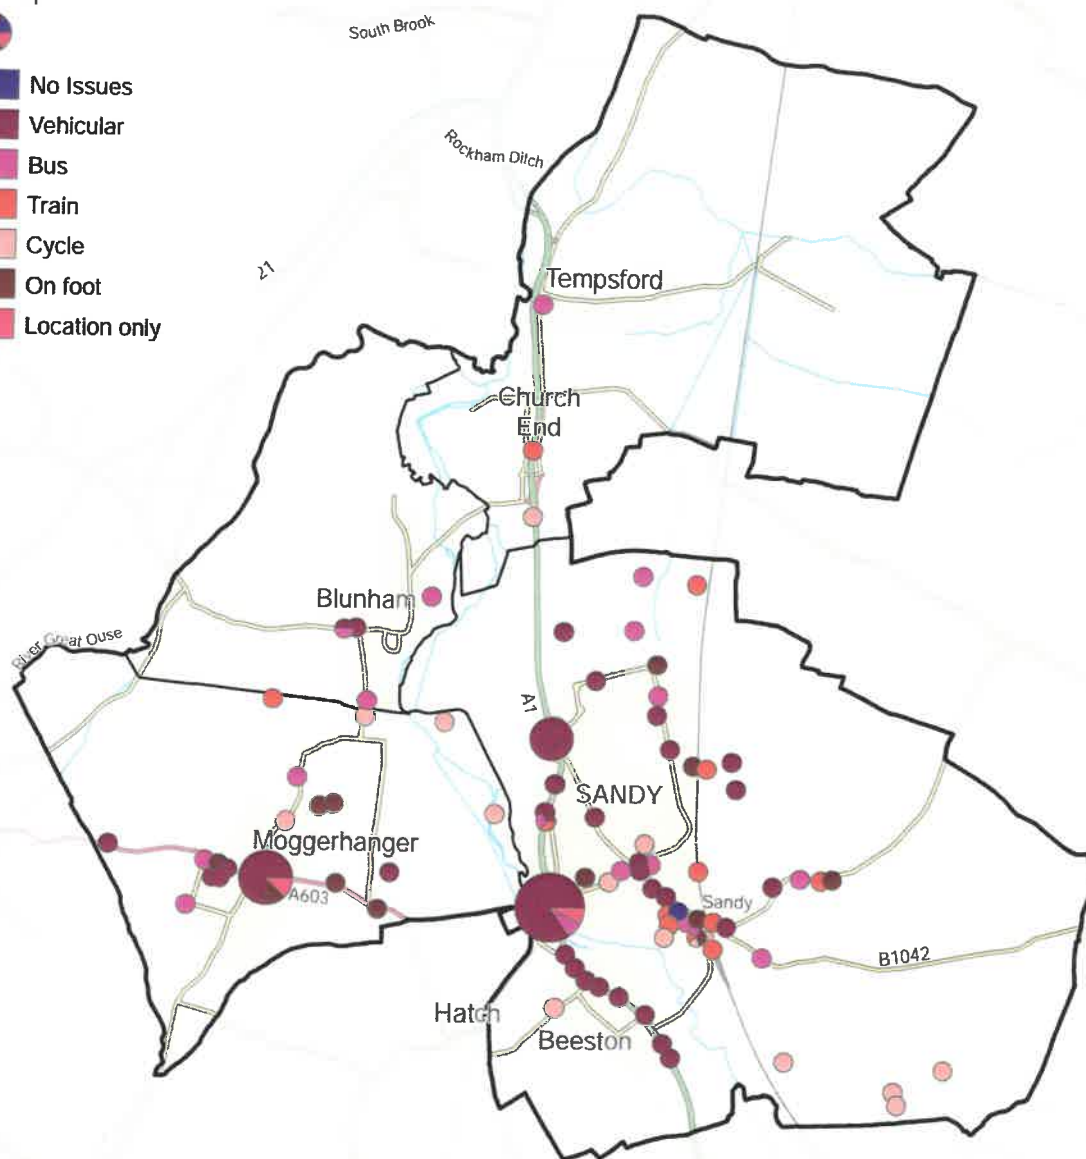 South Brook
No Issues
Vehicular
Rockham Ditch
Bus
Train
Cycle
21
On foot
Tempsford
Location only
Church
End
Blunham
River Great Ouse
A1
SANDY
Moggerhanger
A603
Sandy
B1042
Hatch
Beeston